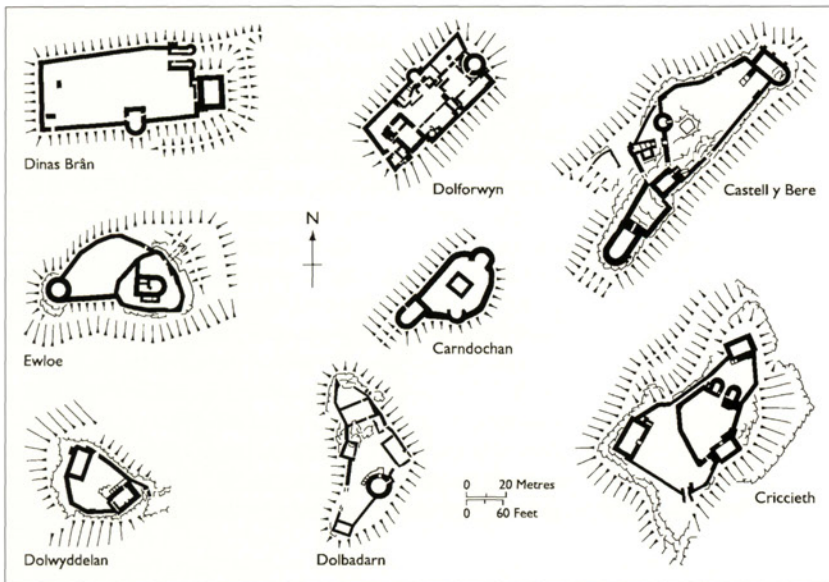 Dinas Brân
Dolforwyn
Castell y Bere
N
Ewloe
Carndochan
Dolwyddelan
Dolbadarn
0 20 Metres
0 60 Feet
Criccieth